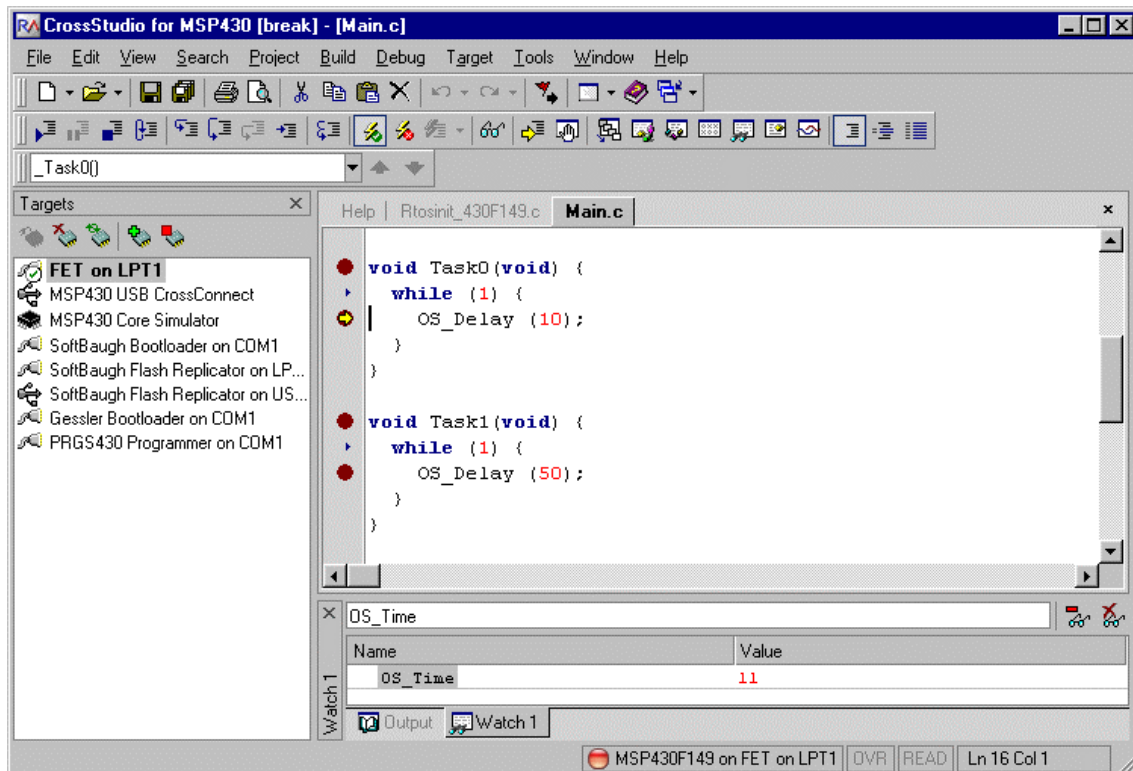 CrossStudio for MSP430 [break] - [Main.c]
File Edit View Search Project Build Debug Target Tools Window Help
_Task0()
Targets
FET on LPT1
MSP430 USB CrossConnect
MSP430 Core Simulator
SoftBaugh Bootloader on COM1
SoftBaugh Flash Replicator on LP...
SoftBaugh Flash Replicator on US...
Gessler Bootloader on COM1
PRGS430 Programmer on COM1
Help Rtosinit_430F149.c Main.c
void Task0(void) {
while (1) {
OS_Delay (10);
}
}
void Task1(void) {
while (1) {
OS_Delay (50);
}
}
OS_Time
Name Value
OS_Time 11
Watch 1
Output Watch 1
MSP430F149 on FET on LPT1 OVR READ Ln 16 Col 1